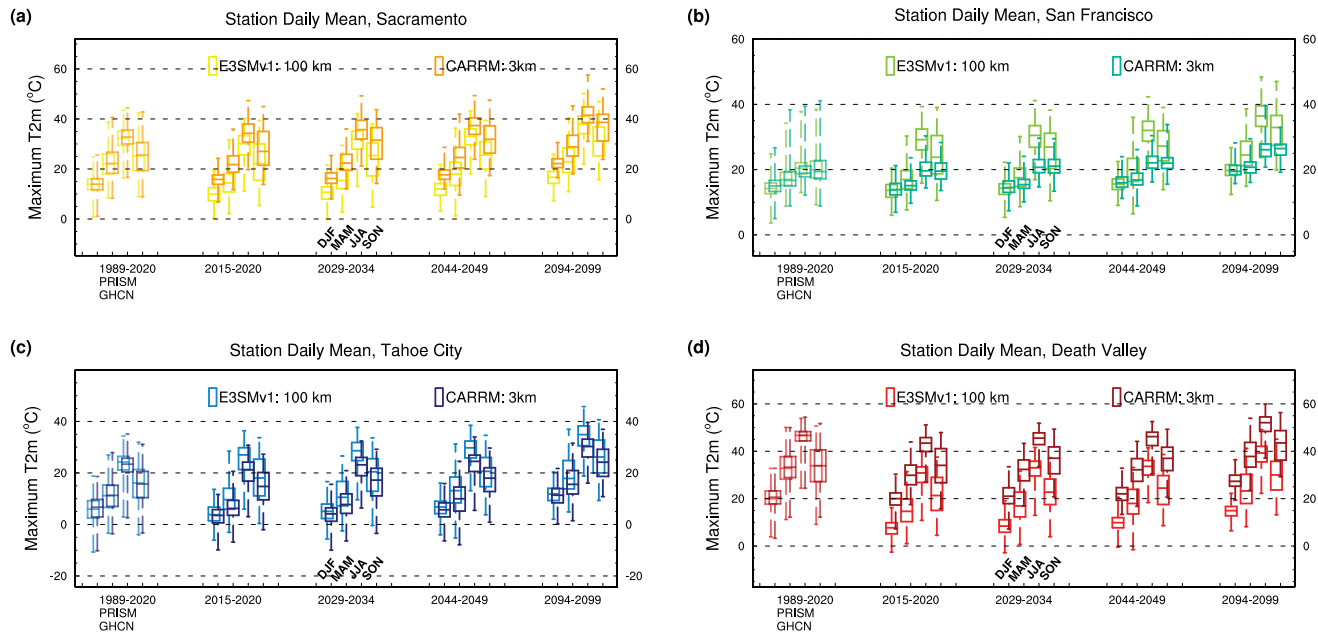 (a)
Station Daily Mean, Sacramento
E3SMv1: 100 km
CARRM: 3km
Maximum T2m (°C)
60
60
40
40
20
20
0
0
DJF
MAM
JJA
SON
1989-2020
2015-2020
2029-2034
2044-2049
2094-2099
PRISM
GHCN
(b)
Station Daily Mean, San Francisco
E3SMv1: 100 km
CARRM: 3km
Maximum T2m (°C)
60
60
40
40
20
20
0
0
DJF
MAM
JJA
SON
1989-2020
2015-2020
2029-2034
2044-2049
2094-2099
PRISM
GHCN
(c)
Station Daily Mean, Tahoe City
E3SMv1: 100 km
CARRM: 3km
Maximum T2m (°C)
40
40
20
20
0
0
-20
-20
DJF
MAM
JJA
SON
1989-2020
2015-2020
2029-2034
2044-2049
2094-2099
PRISM
GHCN
(d)
Station Daily Mean, Death Valley
E3SMv1: 100 km
CARRM: 3km
Maximum T2m (°C)
60
60
40
40
20
20
0
0
DJF
MAM
JJA
SON
1989-2020
2015-2020
2029-2034
2044-2049
2094-2099
PRISM
GHCN